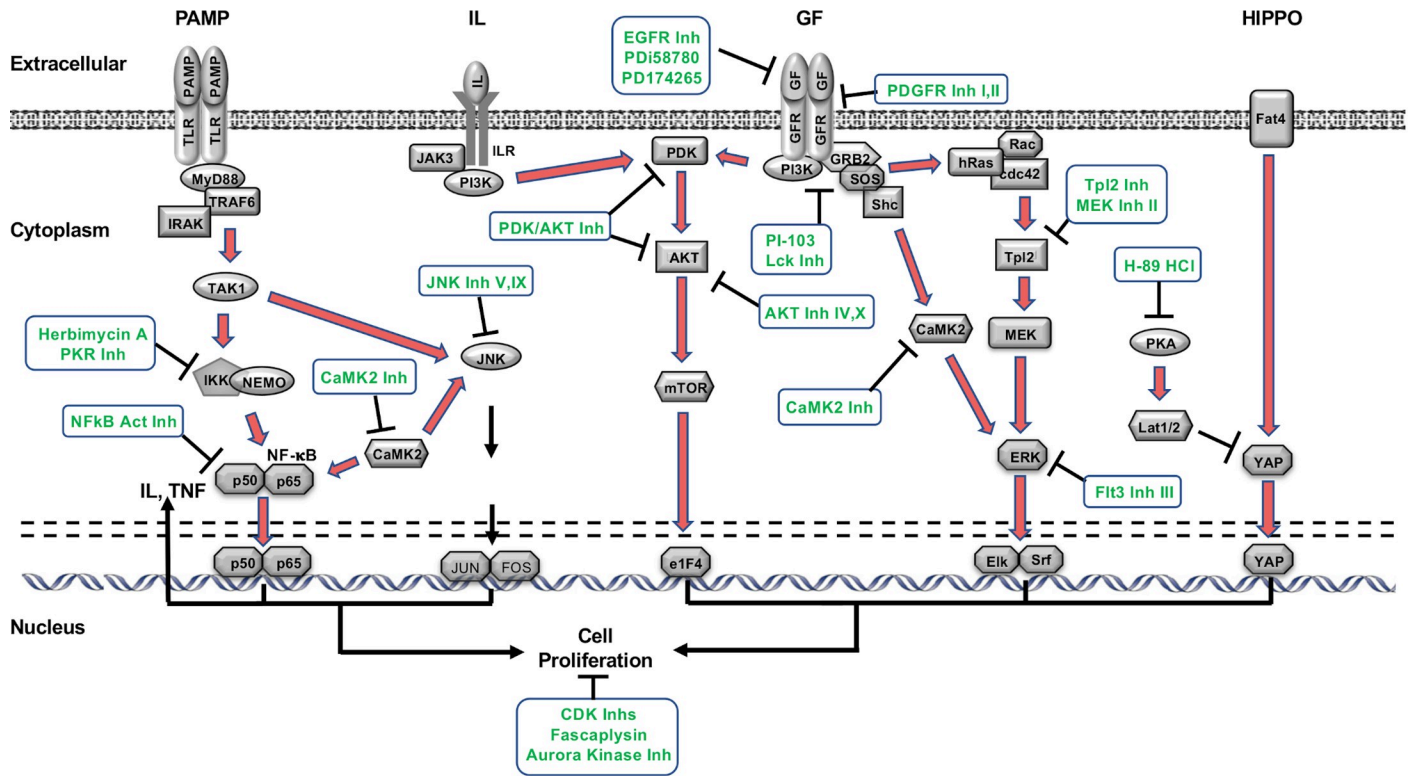 PAMP
IL
GF
HIPPO
Extracellular
PAMP
PAMP
TLR
TLR
IL
ILR
EGFR Inh
PDi58780
PD174265
GF
GF
GFR
GFR
PDGFR Inh I,II
Fat4
MyD88
TRAF6
IRAK
JAK3
PI3K
PDK
PI3K
GRB2
SOS
Shc
hRas
Rac
cdc42
Tpl2 Inh
MEK Inh II
Cytoplasm
PDK/AKT Inh
PI-103
Lck Inh
AKT
Tpl2
H-89 HCl
TAK1
JNK Inh V,IX
AKT Inh IV,X
CaMK2
MEK
PKA
Herbimycin A
PKR Inh
IKK
NEMO
JNK
CaMK2 Inh
mTOR
CaMK2 Inh
Lat1/2
NFkB Act Inh
CaMK2
NF-κB
p50
p65
ERK
YAP
IL, TNF
Flt3 Inh III
p50
p65
JUN
FOS
e1F4
Elk
Srf
YAP
Nucleus
Cell
Proliferation
CDK Inhs
Fascaplysin
Aurora Kinase Inh